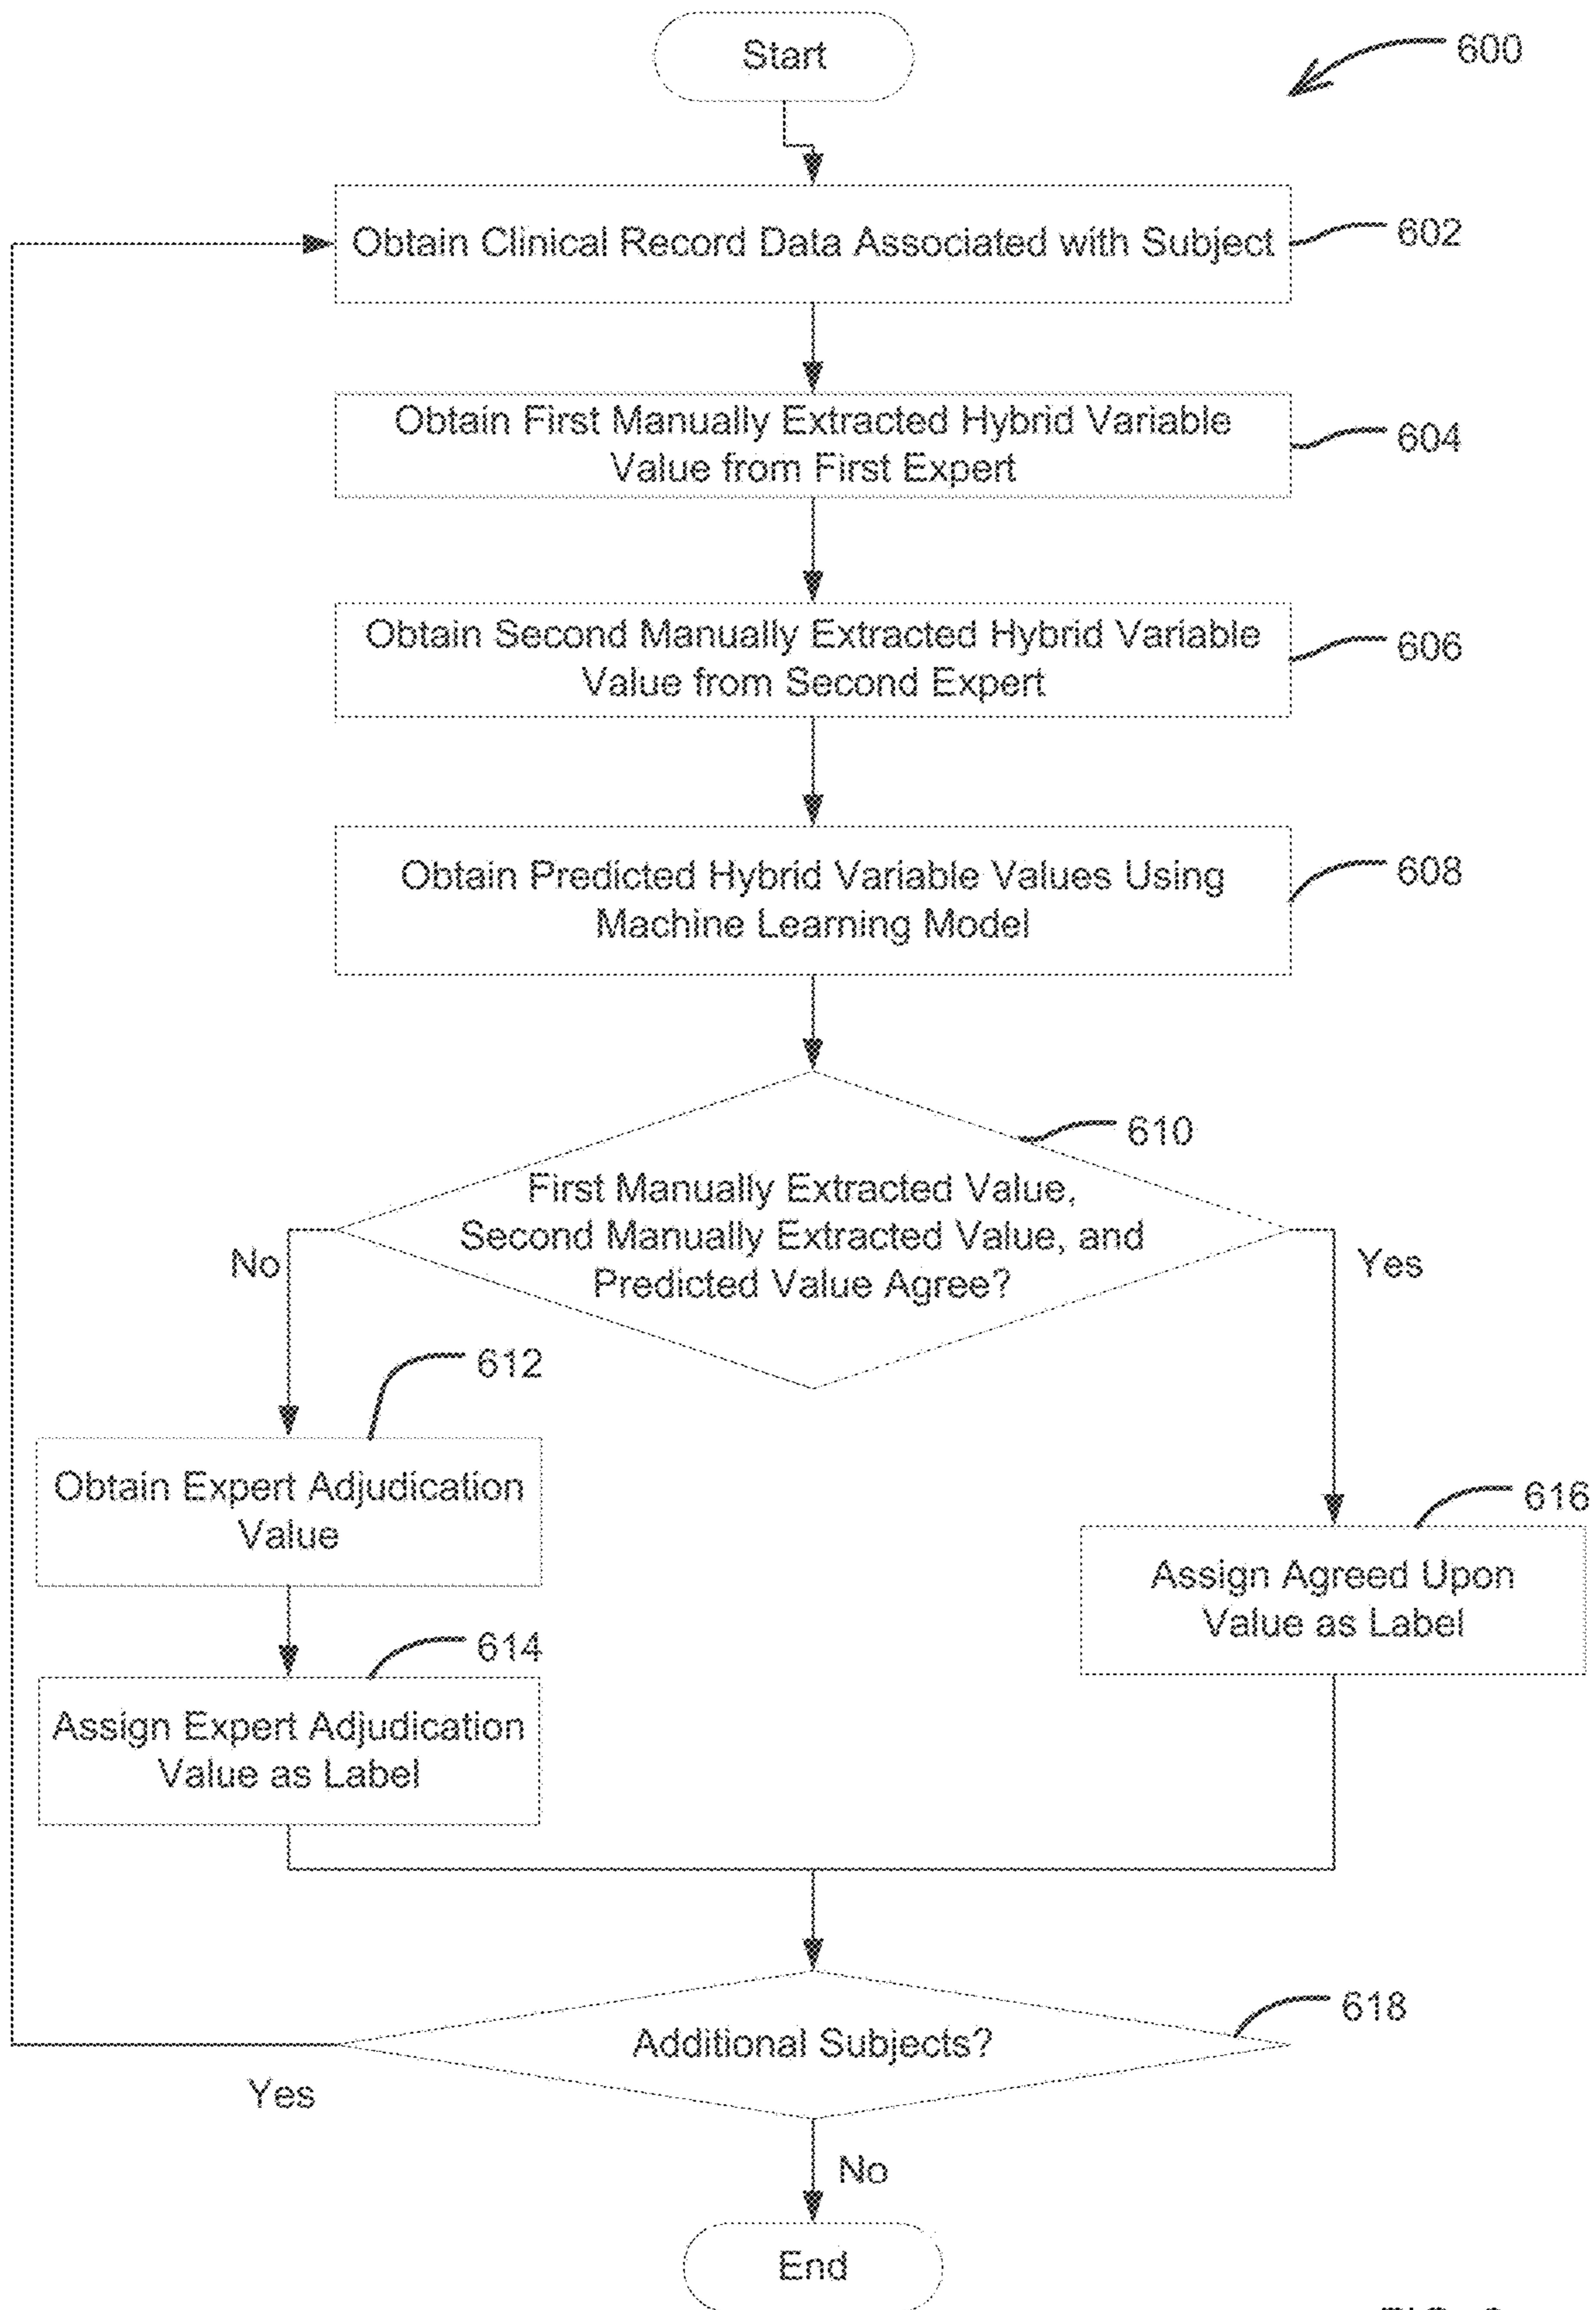 Start
600
Obtain Clinical Record Data Associated with Subject
602
Obtain First Manually Extracted Hybrid Variable
Value from First Expert
604
Obtain Second Manually Extracted Hybrid Variable
Value from Second Expert
606
Obtain Predicted Hybrid Variable Values Using
Machine Learning Model
608
610
First Manually Extracted Value,
Second Manually Extracted Value, and
Predicted Value Agree?
No
Yes
612
Obtain Expert Adjudication
Value
616
Assign Agreed Upon
Value as Label
614
Assign Expert Adjudication
Value as Label
618
Additional Subjects?
Yes
No
End